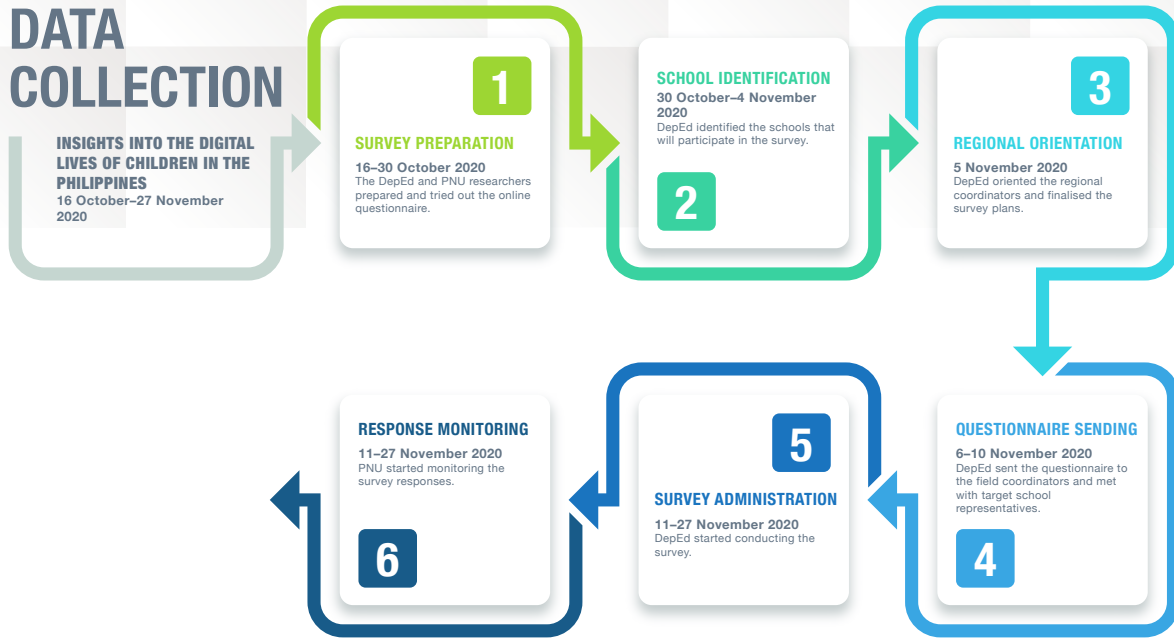 DATA
COLLECTION
INSIGHTS INTO THE DIGITAL
LIVES OF CHILDREN IN THE
PHILIPPINES
16 October–27 November
2020
1
SURVEY PREPARATION
16–30 October 2020
The DepEd and PNU researchers
prepared and tried out the online
questionnaire.
SCHOOL IDENTIFICATION
30 October–4 November
2020
DepEd identified the schools that
will participate in the survey.
2
3
REGIONAL ORIENTATION
5 November 2020
DepEd oriented the regional
coordinators and finalised the
survey plans.
QUESTIONNAIRE SENDING
6–10 November 2020
DepEd sent the questionnaire to
the field coordinators and met
with target school
representatives.
4
5
SURVEY ADMINISTRATION
11–27 November 2020
DepEd started conducting the
survey.
RESPONSE MONITORING
11–27 November 2020
PNU started monitoring the
survey responses.
6